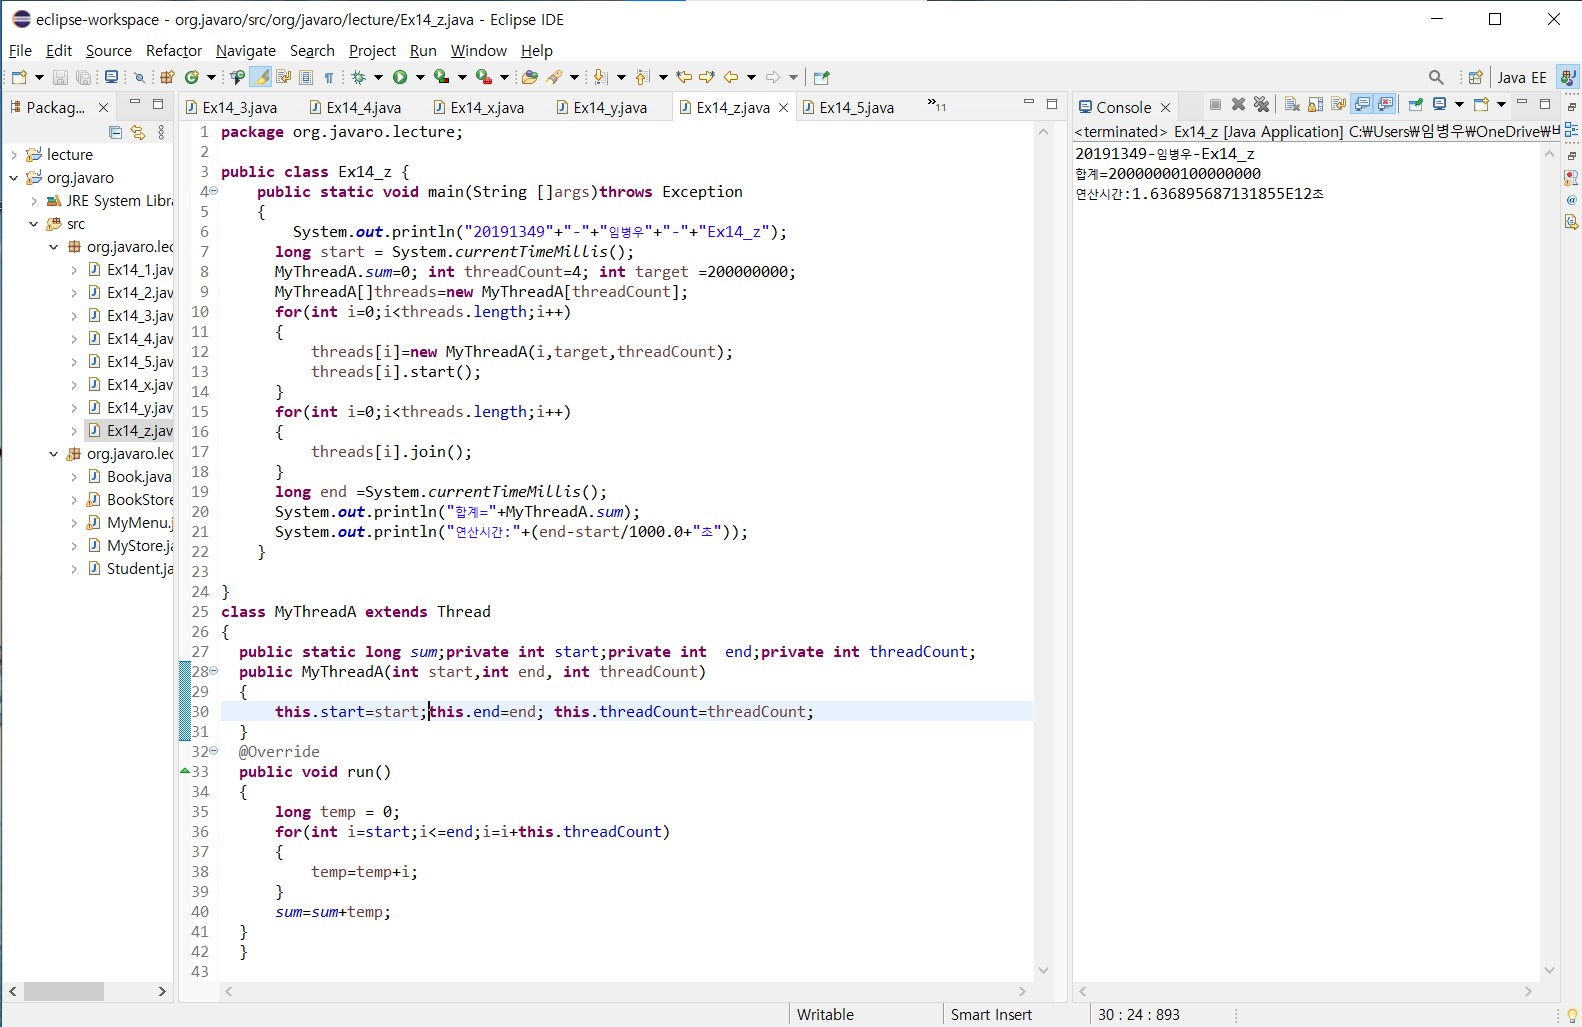 eclipse-workspace - org.javaro/src/org/javaro/lecture/Ex14_z.java - Eclipse IDE
File Edit Source Refactor Navigate Search Project Run Window Help
Java EE
Packag...
lecture
org.javaro
JRE System Libra
src
org.javaro.lec
Ex14_1.jav
Ex14_2.jav
Ex14_3.jav
Ex14_4.jav
Ex14_5.jav
Ex14_x.jav
Ex14_y.jav
Ex14_z.jav
org.javaro.lec
Book.java
BookStore
MyMenu.j
MyStore.ja
Student.ja
Ex14_3.java Ex14_4.java Ex14_x.java Ex14_y.java Ex14_z.java Ex14_5.java »11
1 package org.javaro.lecture;
2
3 public class Ex14_z {
4 public static void main(String []args)throws Exception
5 {
6 System.out.println("20191349"+"-"+"임병우"+"-"+"Ex14_z");
7 long start = System.currentTimeMillis();
8 MyThreadA.sum=0; int threadCount=4; int target =200000000;
9 MyThreadA[]threads=new MyThreadA[threadCount];
10 for(int i=0;i<threads.length;i++)
11 {
12 threads[i]=new MyThreadA(i,target,threadCount);
13 threads[i].start();
14 }
15 for(int i=0;i<threads.length;i++)
16 {
17 threads[i].join();
18 }
19 long end =System.currentTimeMillis();
20 System.out.println("합계="+MyThreadA.sum);
21 System.out.println("연산시간:"+(end-start/1000.0+"초"));
22 }
23
24 }
25 class MyThreadA extends Thread
26 {
27 public static long sum;private int start;private int  end;private int threadCount;
28 public MyThreadA(int start,int end, int threadCount)
29 {
30 this.start=start;this.end=end; this.threadCount=threadCount;
31 }
32 @Override
33 public void run()
34 {
35 long temp = 0;
36 for(int i=start;i<=end;i=i+this.threadCount)
37 {
38 temp=temp+i;
39 }
40 sum=sum+temp;
41 }
42 }
43
Console
<terminated> Ex14_z [Java Application] C:₩Users₩임병우₩OneDrive₩
20191349-임병우-Ex14_z
합계=20000000100000000
연산시간:1.636895687131855E12초
Writable Smart Insert 30 : 24 : 893